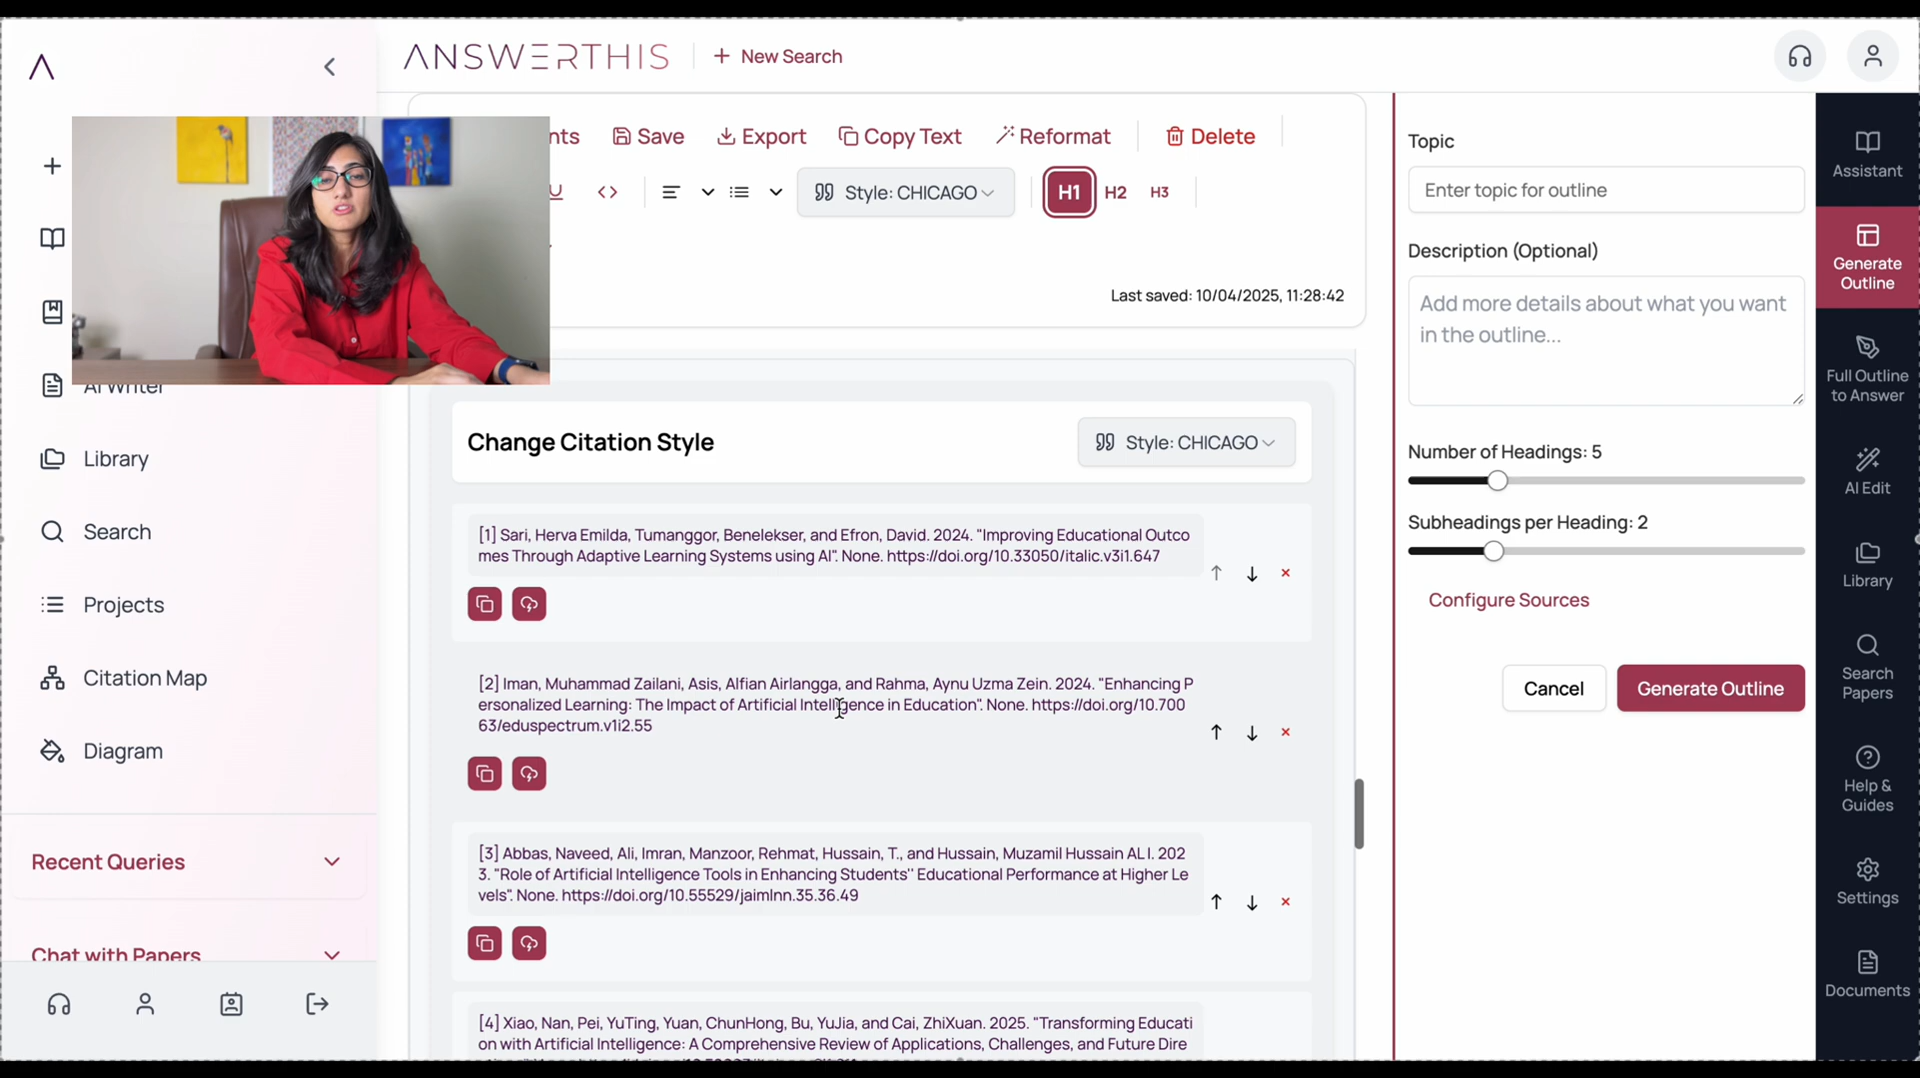 ANSWERTHIS
+ New Search
nts
Save
Export
Copy Text
Reformat
Delete
Style: CHICAGO
H1
H2
H3
Last saved: 10/04/2025, 11:28:42
AI Writer
Library
Search
Projects
Citation Map
Diagram
Recent Queries
Chat with Papers
Change Citation Style
Style: CHICAGO
[1] Sari, Herva Emilda, Tumanggor, Benelekser, and Efron, David. 2024. "Improving Educational Outco
mes Through Adaptive Learning Systems using AI". None. https://doi.org/10.33050/italic.v3i1.647
[2] Iman, Muhammad Zailani, Asis, Alfian Airlangga, and Rahma, Aynu Uzma Zein. 2024. "Enhancing P
ersonalized Learning: The Impact of Artificial Intelligence in Education". None. https://doi.org/10.700
63/eduspectrum.v1i2.55
[3] Abbas, Naveed, Ali, Imran, Manzoor, Rehmat, Hussain, T., and Hussain, Muzamil Hussain AL I. 202
3. "Role of Artificial Intelligence Tools in Enhancing Students'' Educational Performance at Higher Le
vels". None. https://doi.org/10.55529/jaimlnn.35.36.49
[4] Xiao, Nan, Pei, YuTing, Yuan, ChunHong, Bu, YuJia, and Cai, ZhiXuan. 2025. "Transforming Educati
on with Artificial Intelligence: A Comprehensive Review of Applications, Challenges, and Future Dire
Topic
Enter topic for outline
Description (Optional)
Add more details about what you want
in the outline...
Number of Headings: 5
Subheadings per Heading: 2
Configure Sources
Cancel
Generate Outline
Assistant
Generate
Outline
Full Outline
to Answer
AI Edit
Library
Search
Papers
Help &
Guides
Settings
Documents